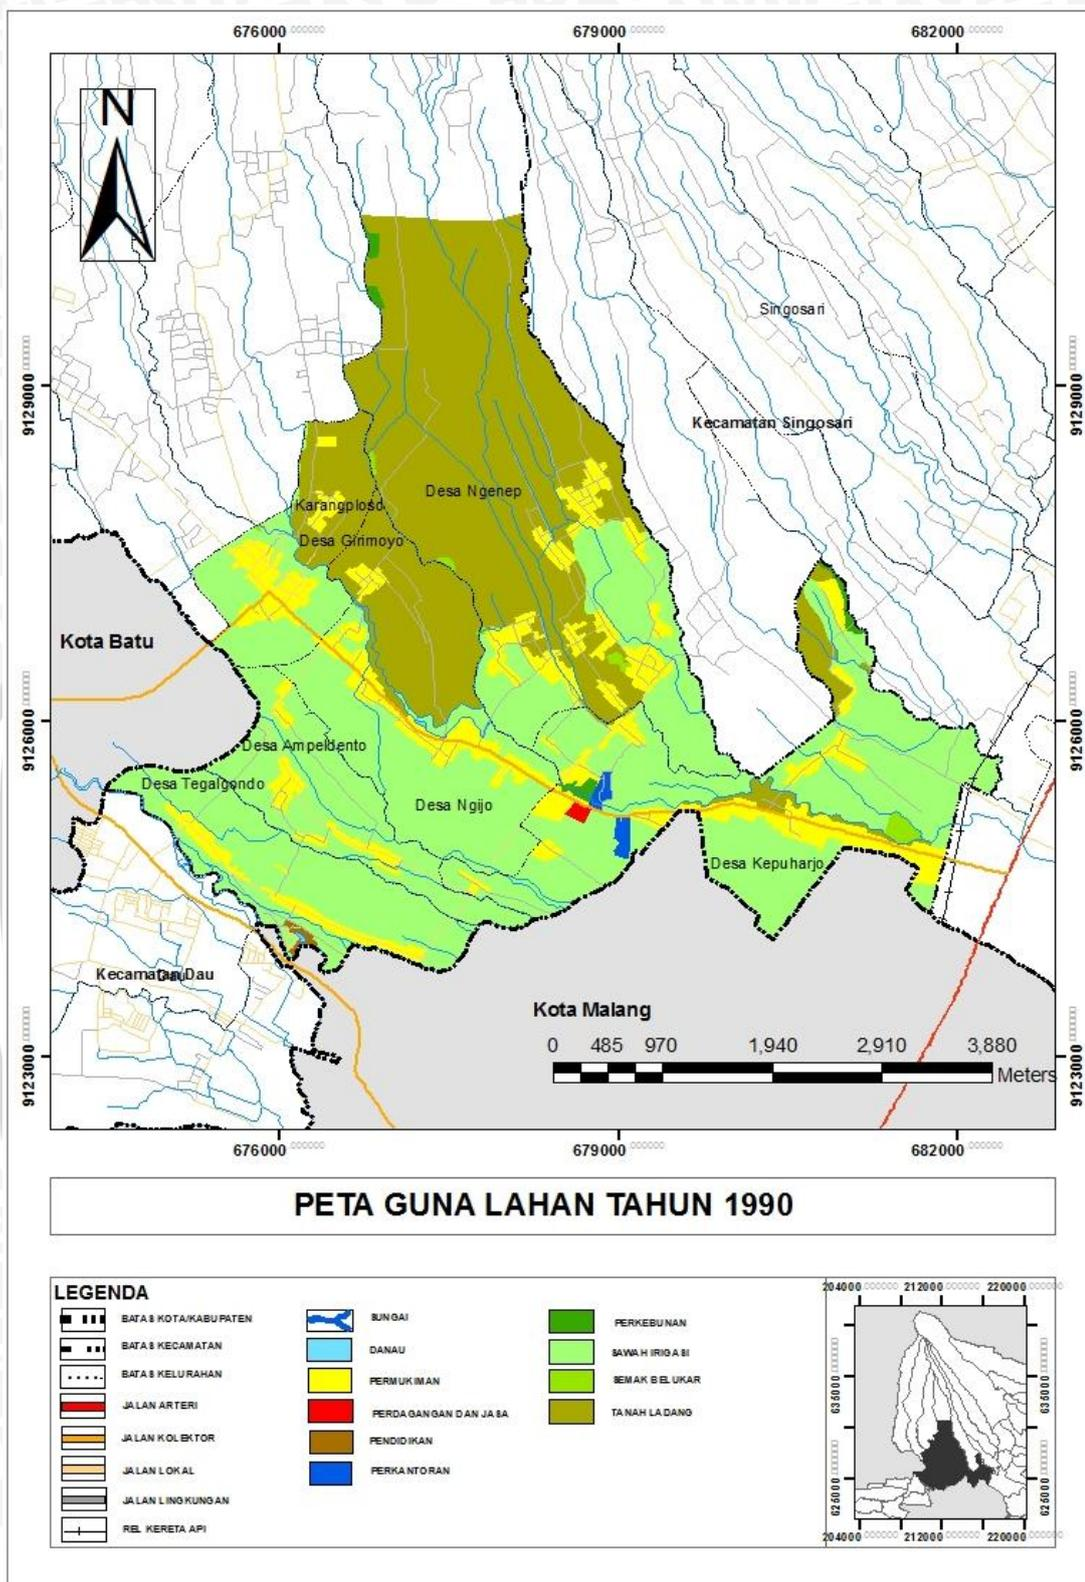 676000 679000 682000
N
Singosari
9129000
9129000
Kecamatan Singosari
Desa Ngenep
Karangploso
Desa Girimoyo
Kota Batu
9126000
9126000
Desa Ampeldento
Desa Tegalgondo
Desa Ngijo
Desa Kepuharjo
Kecamatan Dau
Dau
Kota Malang
0 485 970 1,940 2,910 3,880
Meters
9123000
9123000
676000 679000 682000
PETA GUNA LAHAN TAHUN 1990
LEGENDA
BATAS KOTA/KABUPATEN
BATAS KECAMATAN
BATAS KELURAHAN
JALAN ARTERI
JALAN KOLEKTOR
JALAN LOKAL
JALAN LINGKUNGAN
REL KERETA API
SUNGAI
DANAU
PERMUKIMAN
PERDAGANGAN DAN JASA
PENDIDIKAN
PERKANTORAN
PERKEBUNAN
SAWAH IRIGASI
SEMAK BELUKAR
TANAH LADANG
204000 212000 220000
635000
635000
625000
625000
204000 212000 220000